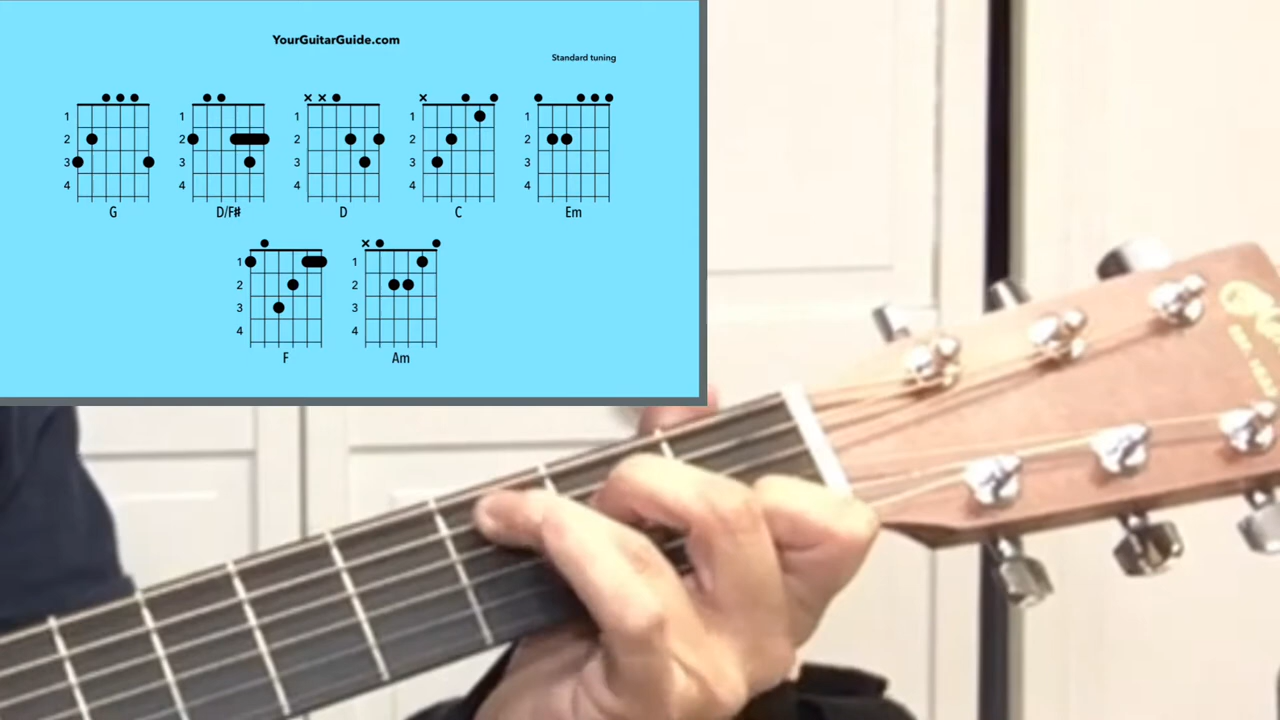 YourGuitarGuide.com
Standard tuning
× × × ×
1 1 1 1 1
2 2 2 2 2
3 3 3 3 3
4 4 4 4 4
G D/F# D C Em
×
1 1
2 2
3 3
4 4
F Am